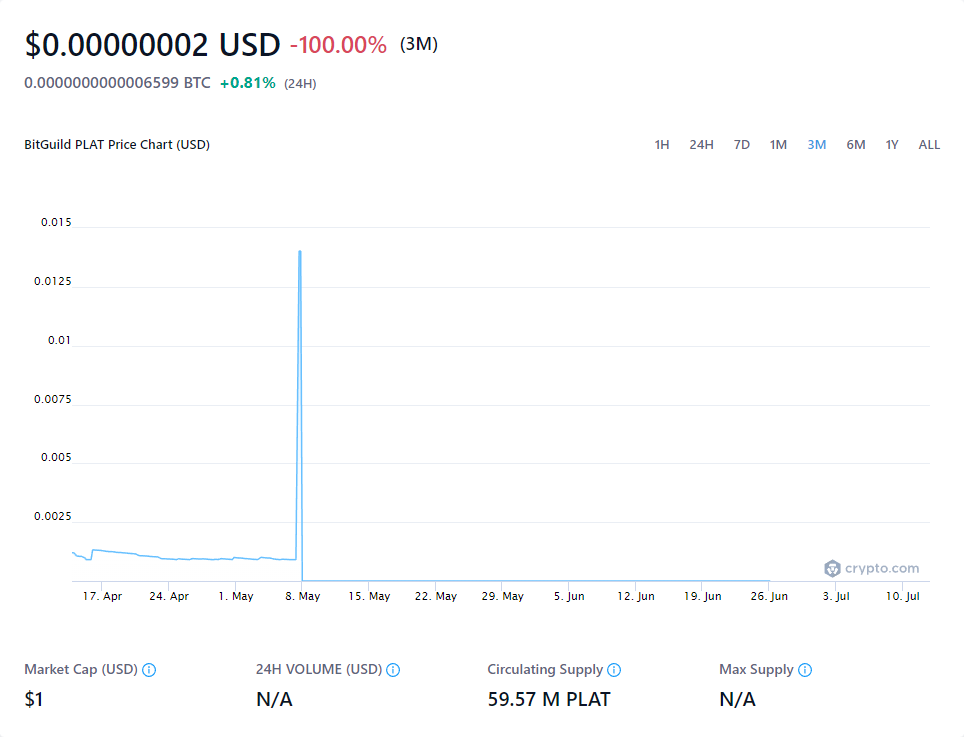 $0.00000002 USD -100.00% (3M)
0.0000000000006599 BTC +0.81% (24H)
BitGuild PLAT Price Chart (USD) 1H 24H 7D 1M 3M 6M 1Y ALL
0.015
0.0125
0.01
0.0075
0.005
0.0025
crypto.com
17. Apr 24. Apr 1. May 8. May 15. May 22. May 29. May 5. Jun 12. Jun 19. Jun 26. Jun 3. Jul 10. Jul
Market Cap (USD) 24H VOLUME (USD) Circulating Supply Max Supply
$1 N/A 59.57 M PLAT N/A